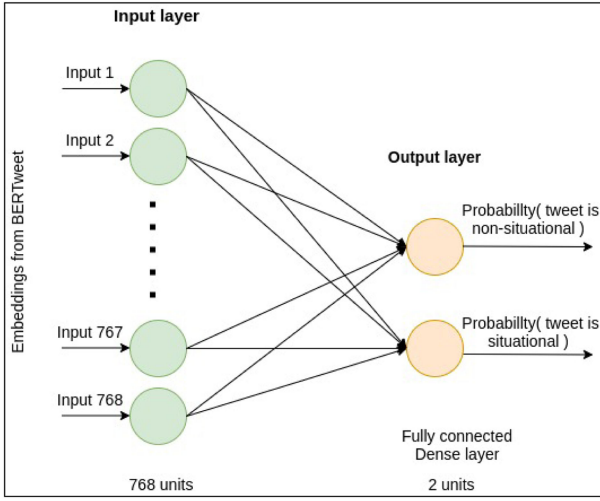 Input layer
Input 1
Input 2
Embeddings from BERTweet
Input 767
Input 768
768 units
Output layer
Probabillty( tweet is
non-situational )
Probabillty( tweet is
situational )
Fully connected
Dense layer
2 units